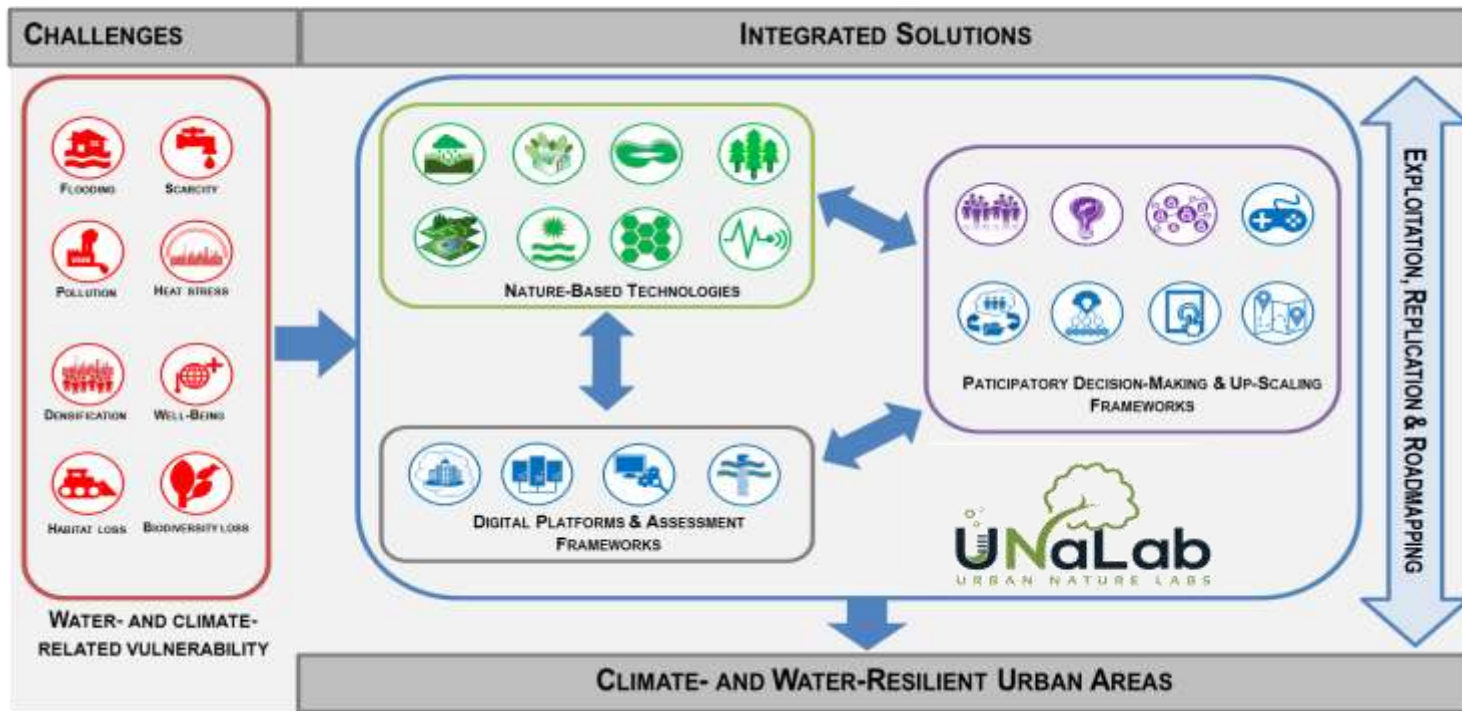 CHALLENGES
INTEGRATED SOLUTIONS
FLOODING
SCARCITY
POLLUTION
HEAT STRESS
DENSIFICATION
WELL-BEING
HABITAT LOSS
BIODIVERSITY LOSS
WATER- AND CLIMATE-
RELATED VULNERABILITY
NATURE-BASED TECHNOLOGIES
PATICIPATORY DECISION-MAKING & UP-SCALING
FRAMEWORKS
DIGITAL PLATFORMS & ASSESSMENT
FRAMEWORKS
UNaLab
URBAN NATURE LABS
EXPLOITATION, REPLICATION & ROADMAPPING
CLIMATE- AND WATER-RESILIENT URBAN AREAS